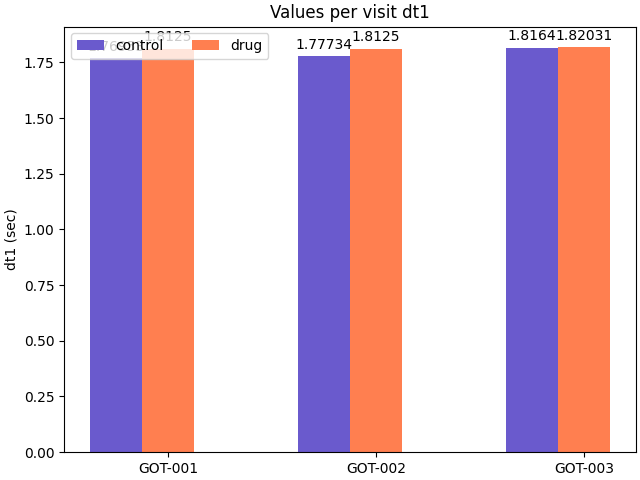 Values per visit dt1
control
drug
1.8125
1.77734
1.8125
1.8164
1.82031
1.75
1.50
1.25
1.00
0.75
0.50
0.25
0.00
dt1 (sec)
GOT-001
GOT-002
GOT-003